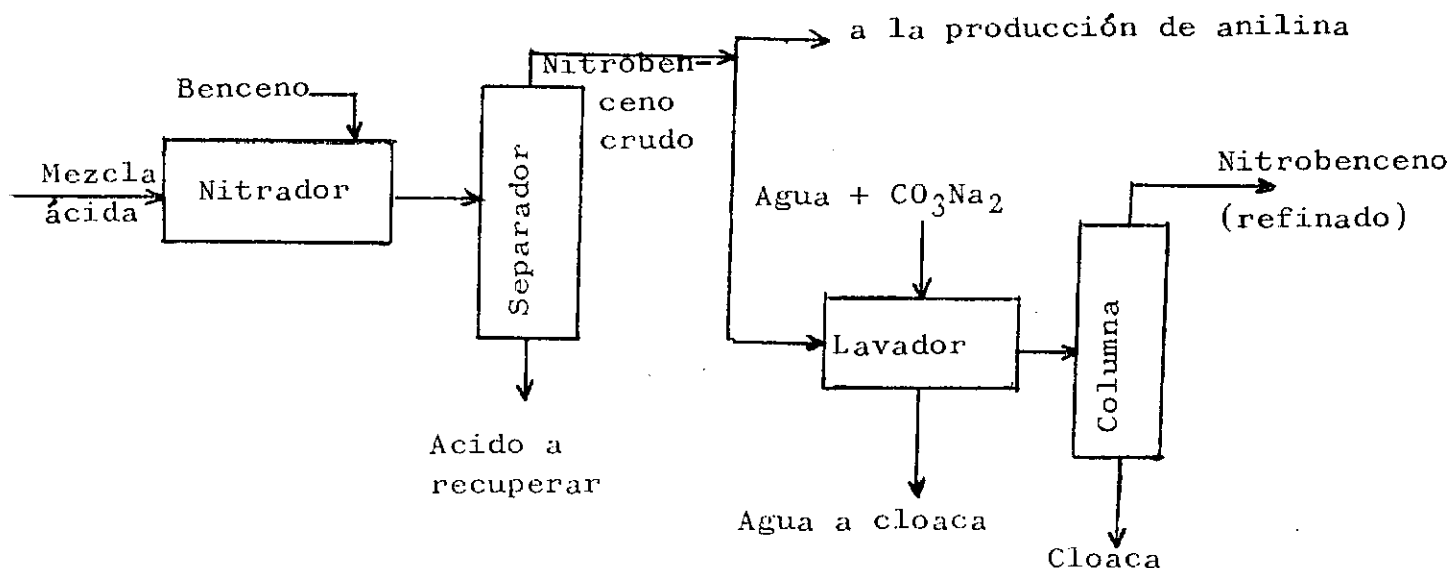 a la producción de anilina
Benceno
Nitroben-
ceno
crudo
Mezcla
ácida
Nitrador
Separador
Agua + CO3Na2
Nitrobenceno
(refinado)
Lavador
Columna
Acido a
recuperar
Agua a cloaca
Cloaca